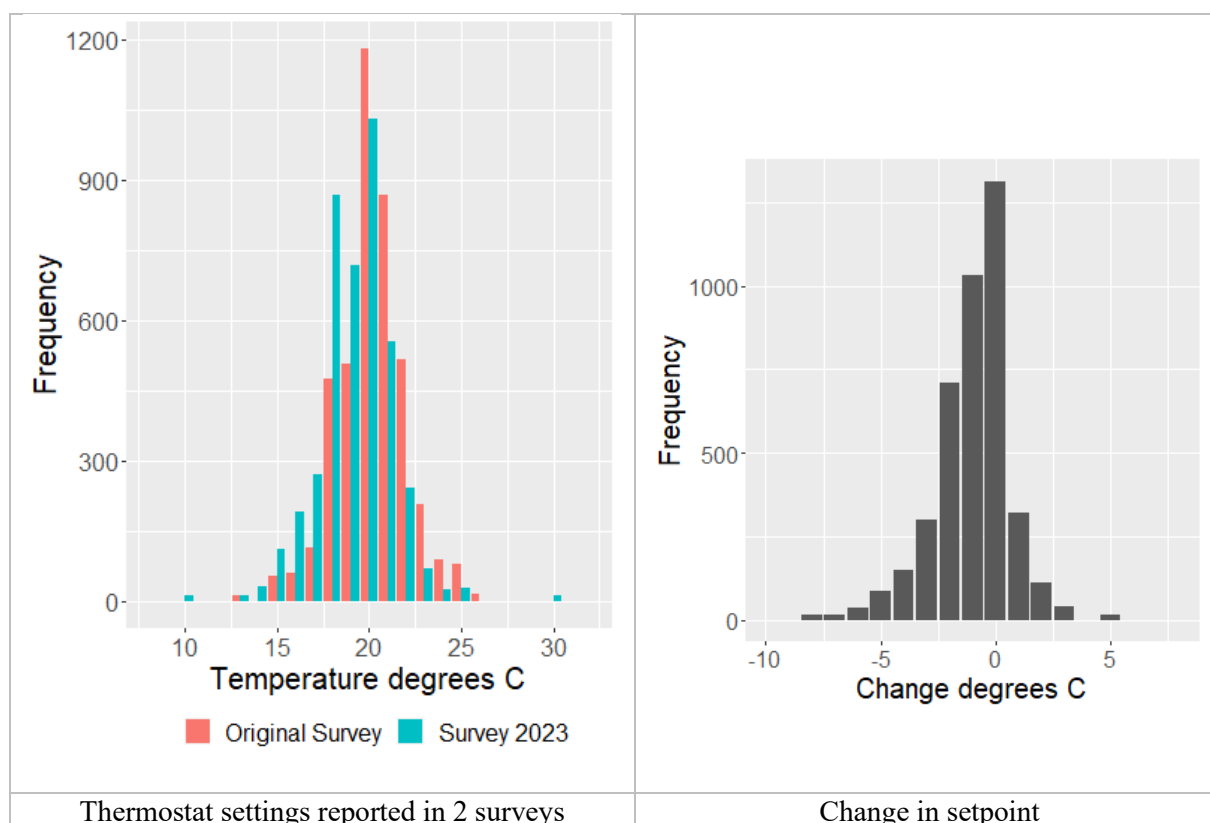 1200
900
600
300
0
Frequency
10 15 20 25 30
Temperature degrees C
Original Survey Survey 2023
Thermostat settings reported in 2 surveys
1000
500
0
Frequency
-10 -5 0 5
Change degrees C
Change in setpoint